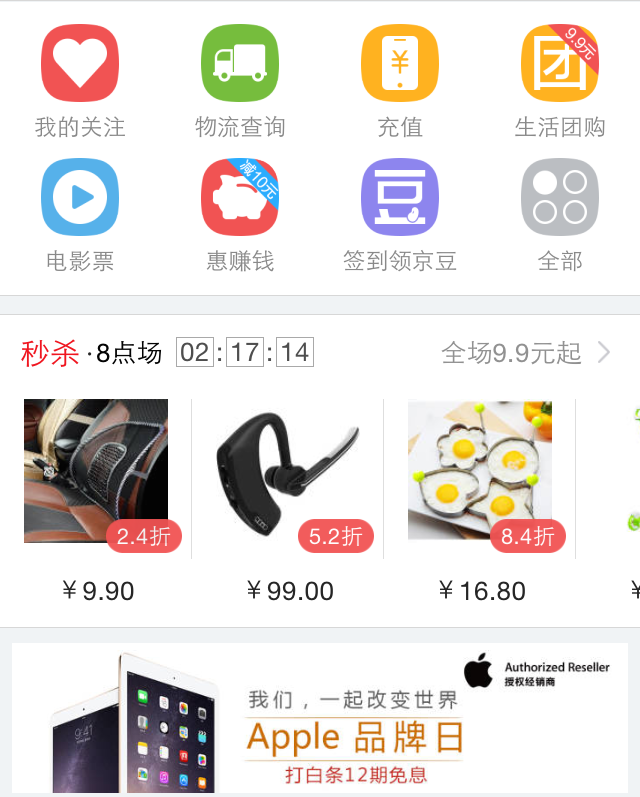 9.9元
我的关注 物流查询 充值 生活团购
减10元
豆
电影票 惠赚钱 签到领京豆 全部
秒杀·8点场 02:17:14 全场9.9元起
2.4折 5.2折 8.4折
¥9.90 ¥99.00 ¥16.80 ¥
Authorized Reseller
授权经销商
9:41
我们，一起改变世界
Apple 品牌日
打白条12期免息